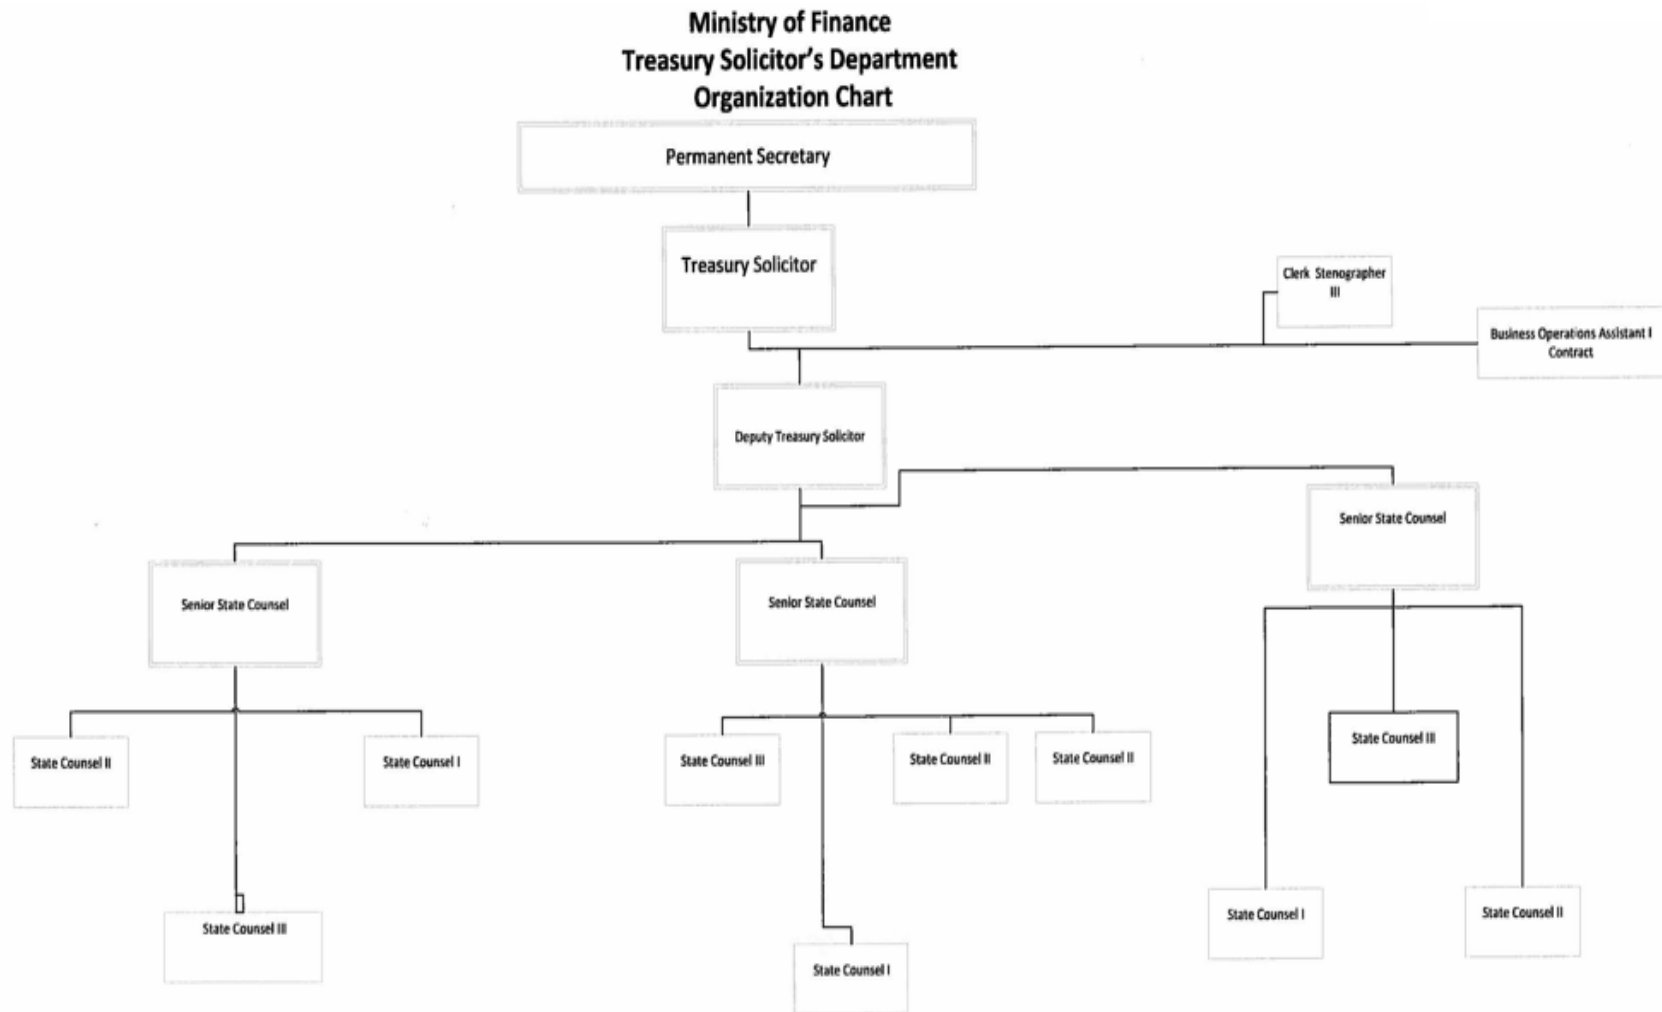 Ministry of Finance
Treasury Solicitor's Department
Organization Chart
Permanent Secretary
Treasury Solicitor
Clerk Stenographer
III
Business Operations Assistant I
Contract
Deputy Treasury Solicitor
Senior State Counsel
Senior State Counsel
Senior State Counsel
State Counsel II
State Counsel I
State Counsel III
State Counsel II
State Counsel II
State Counsel III
State Counsel III
State Counsel I
State Counsel I
State Counsel II